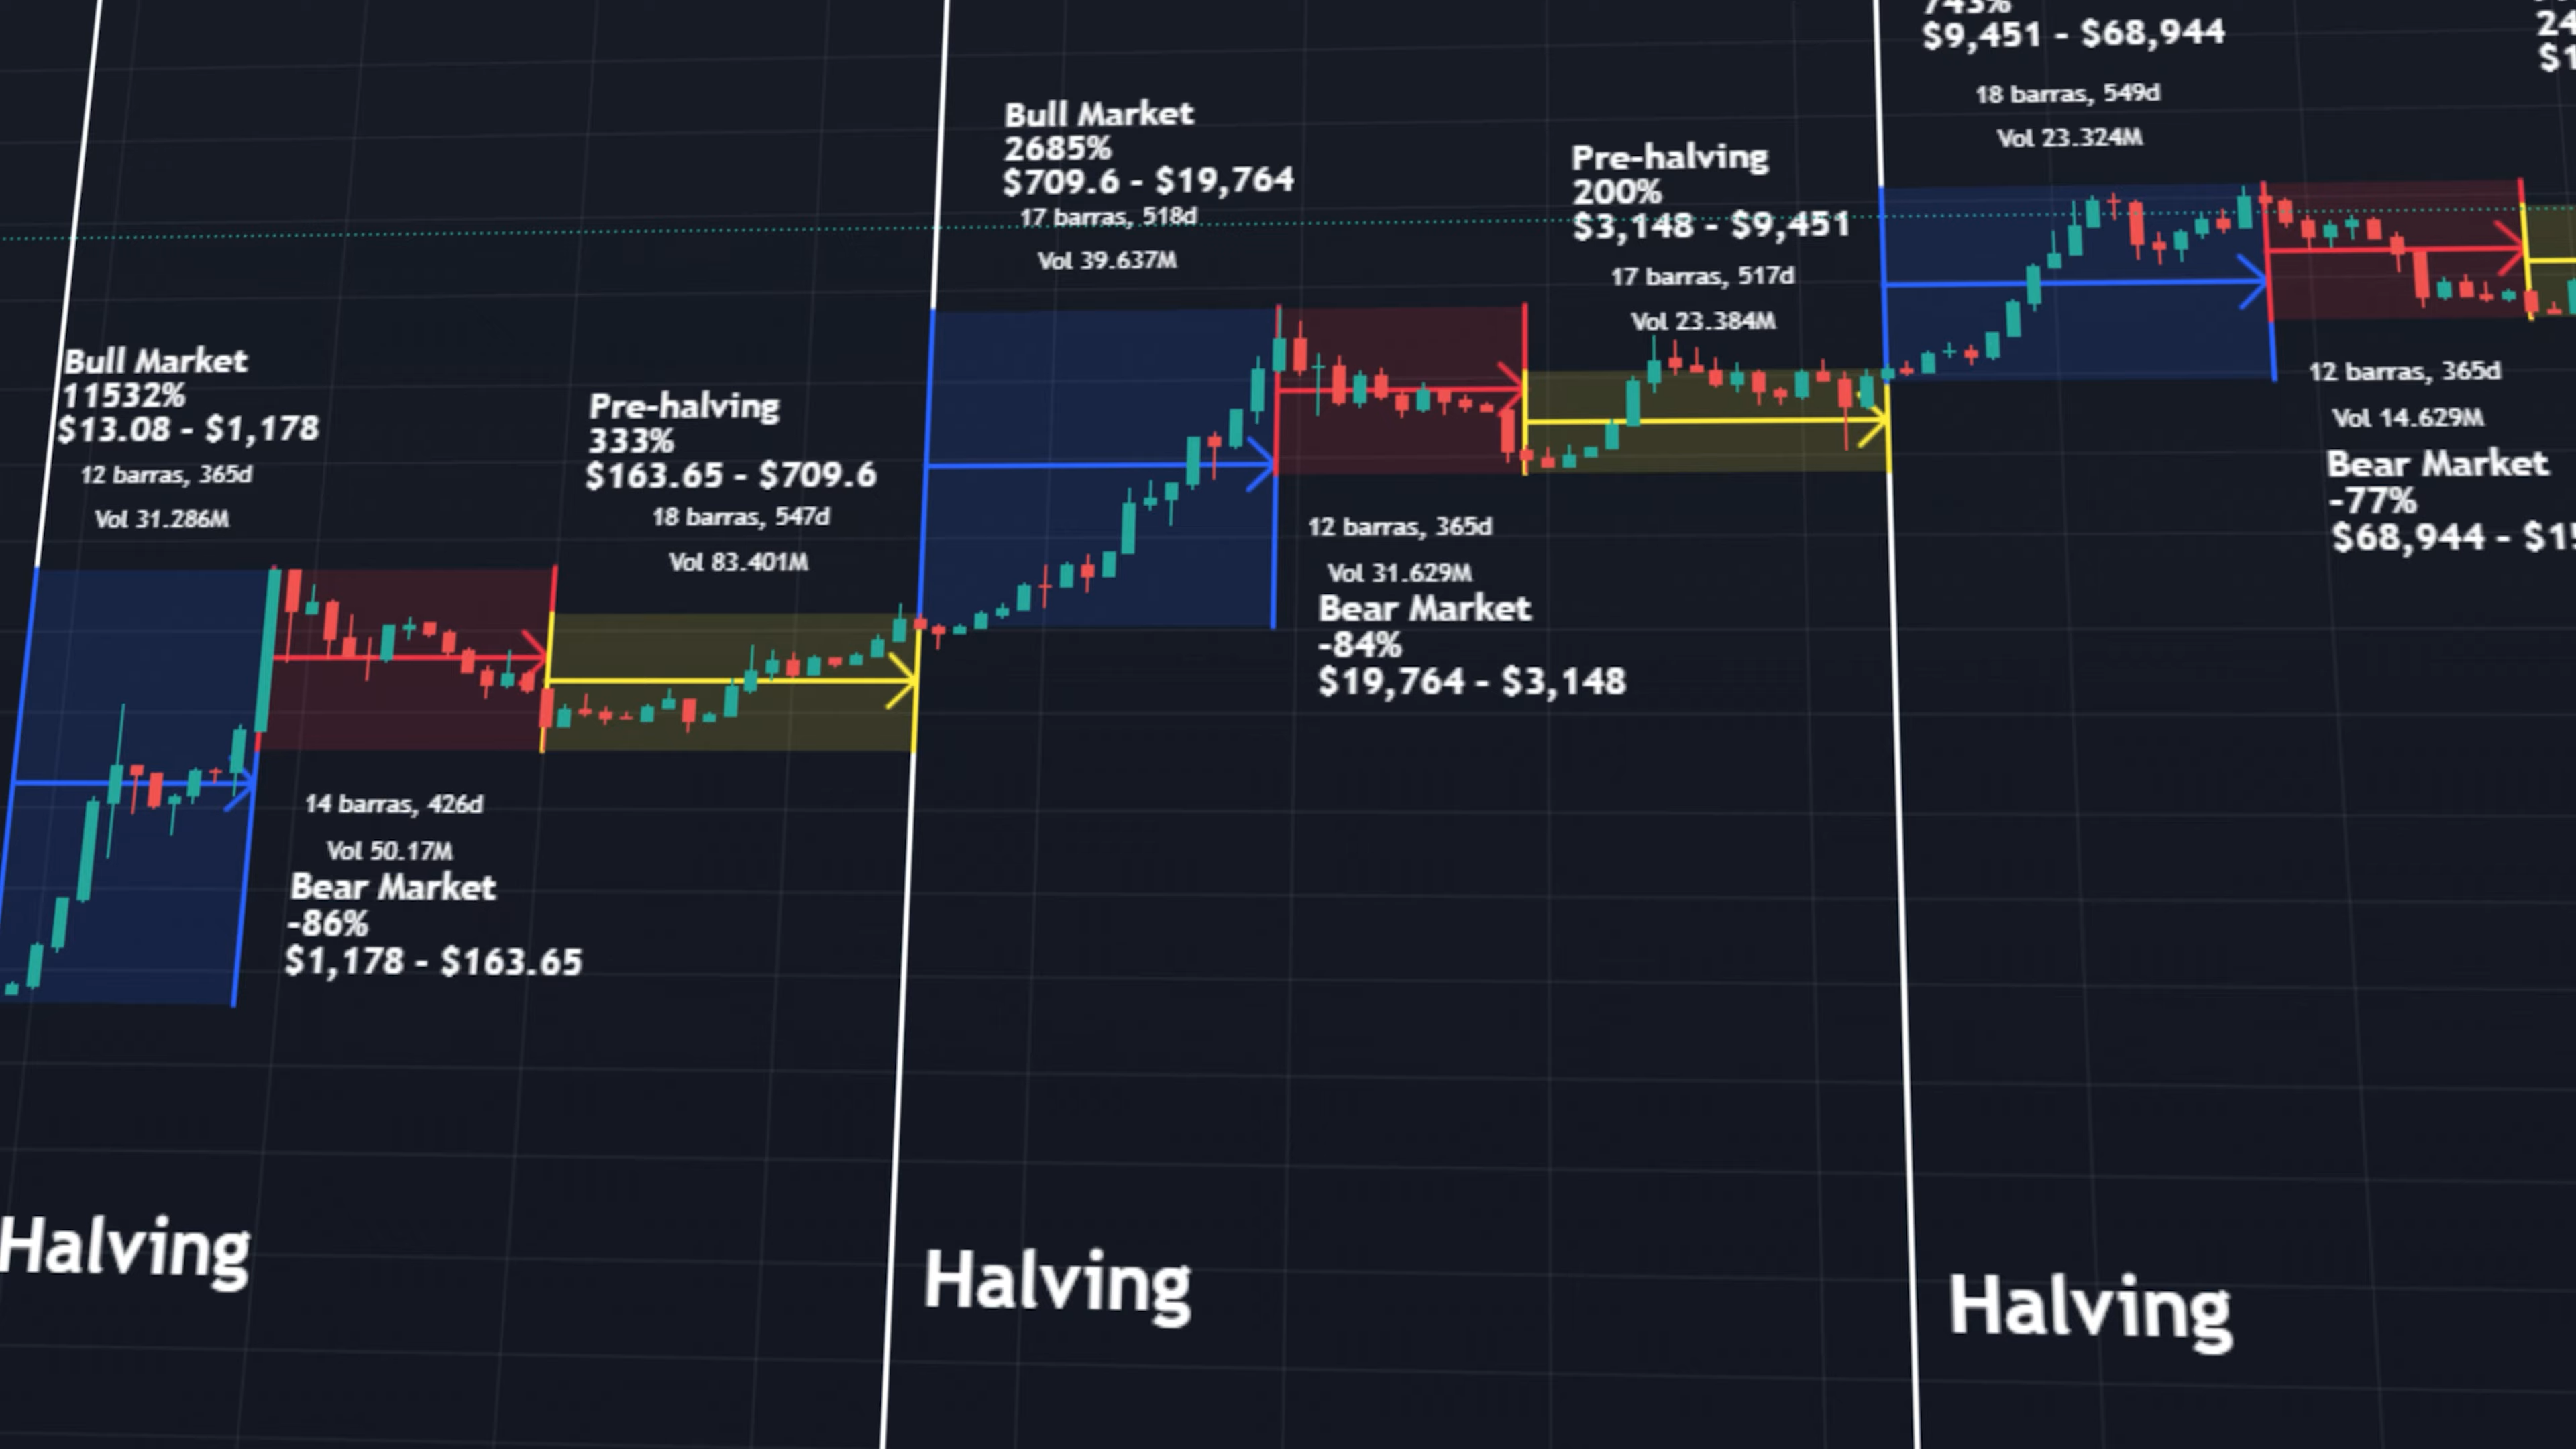 Bull Market
11532%
$13.08 - $1,178
12 barras, 365d
Vol 31.286M
14 barras, 426d
Vol 50.17M
Bear Market
-86%
$1,178 - $163.65
Pre-halving
333%
$163.65 - $709.6
18 barras, 547d
Vol 83.401M
Halving
Bull Market
2685%
$709.6 - $19,764
17 barras, 518d
Vol 39.637M
12 barras, 365d
Vol 31.629M
Bear Market
-84%
$19,764 - $3,148
Pre-halving
200%
$3,148 - $9,451
17 barras, 517d
Vol 23.384M
Halving
743%
$9,451 - $68,944
18 barras, 549d
Vol 23.324M
12 barras, 365d
Vol 14.629M
Bear Market
-77%
$68,944 -
Halving